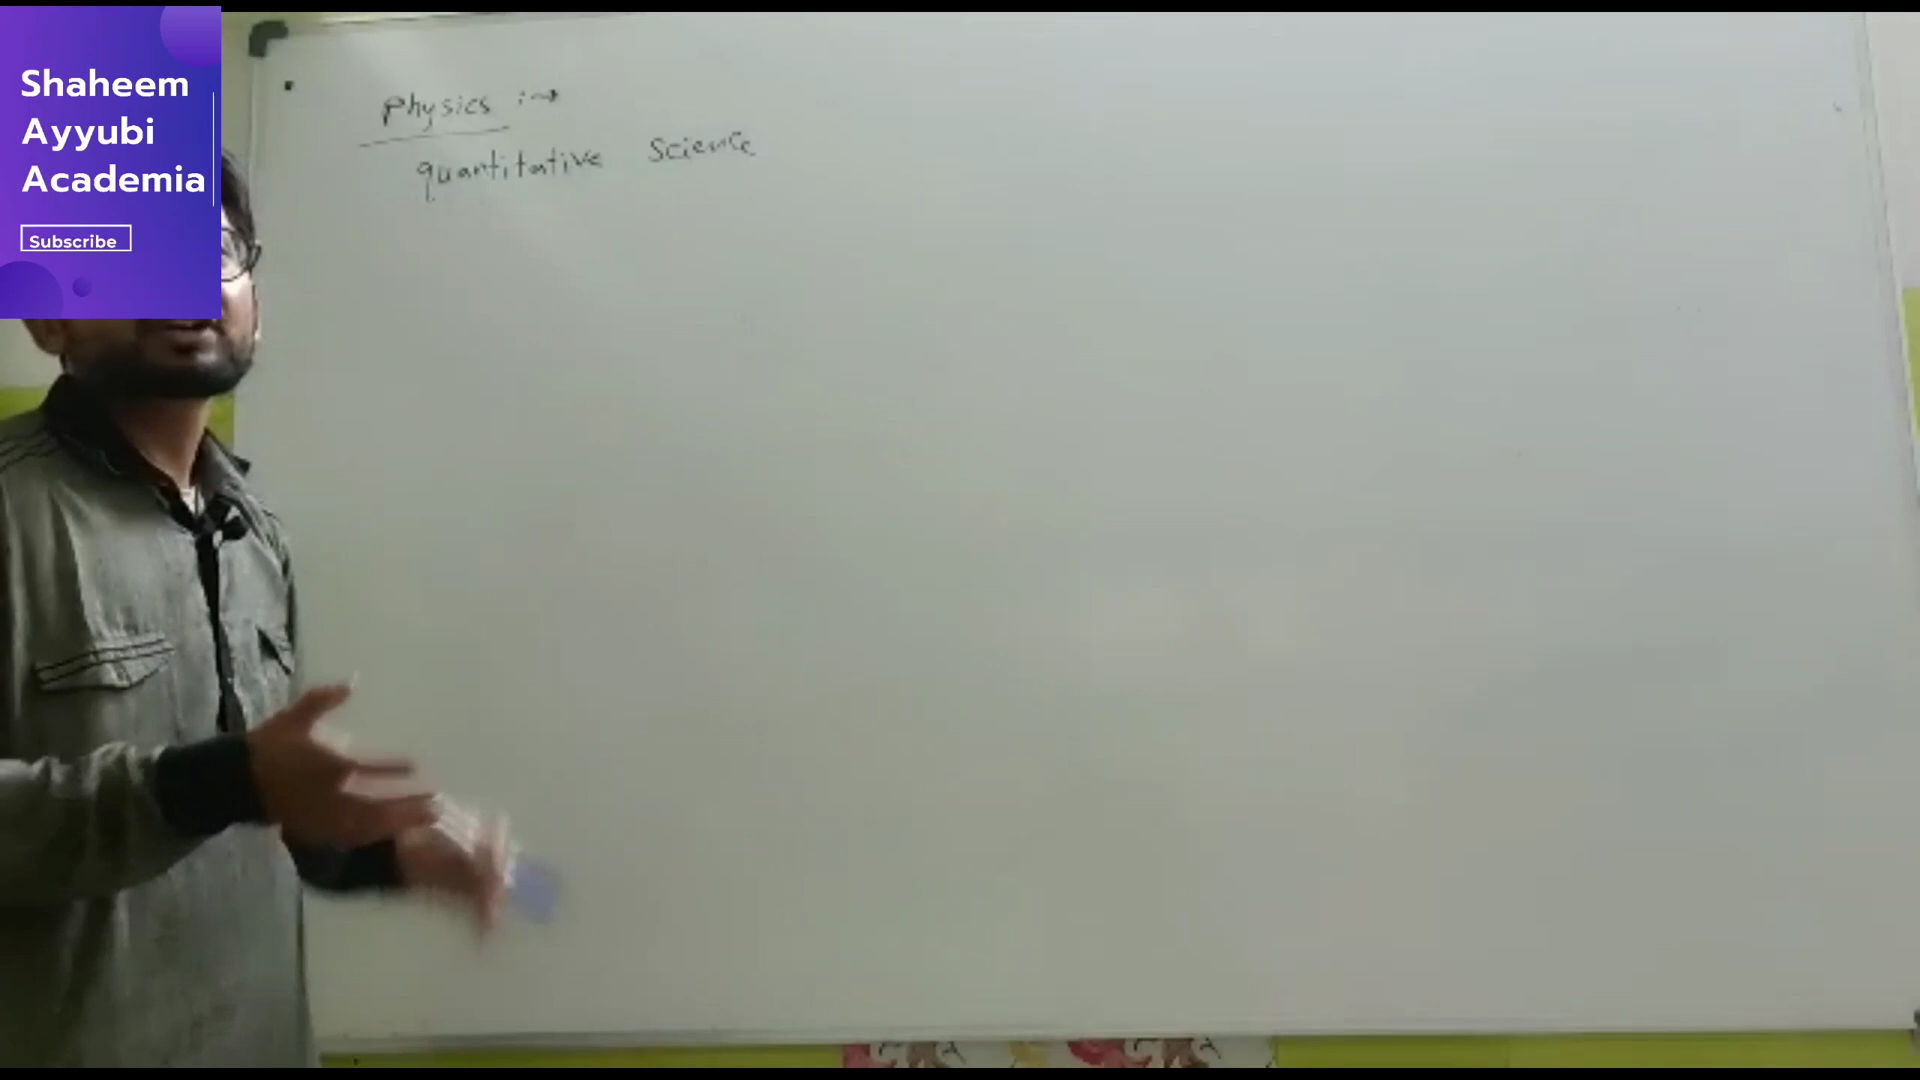 Shaheem
Ayyubi
Academia
Subscribe
Physics :→
quantitative Science